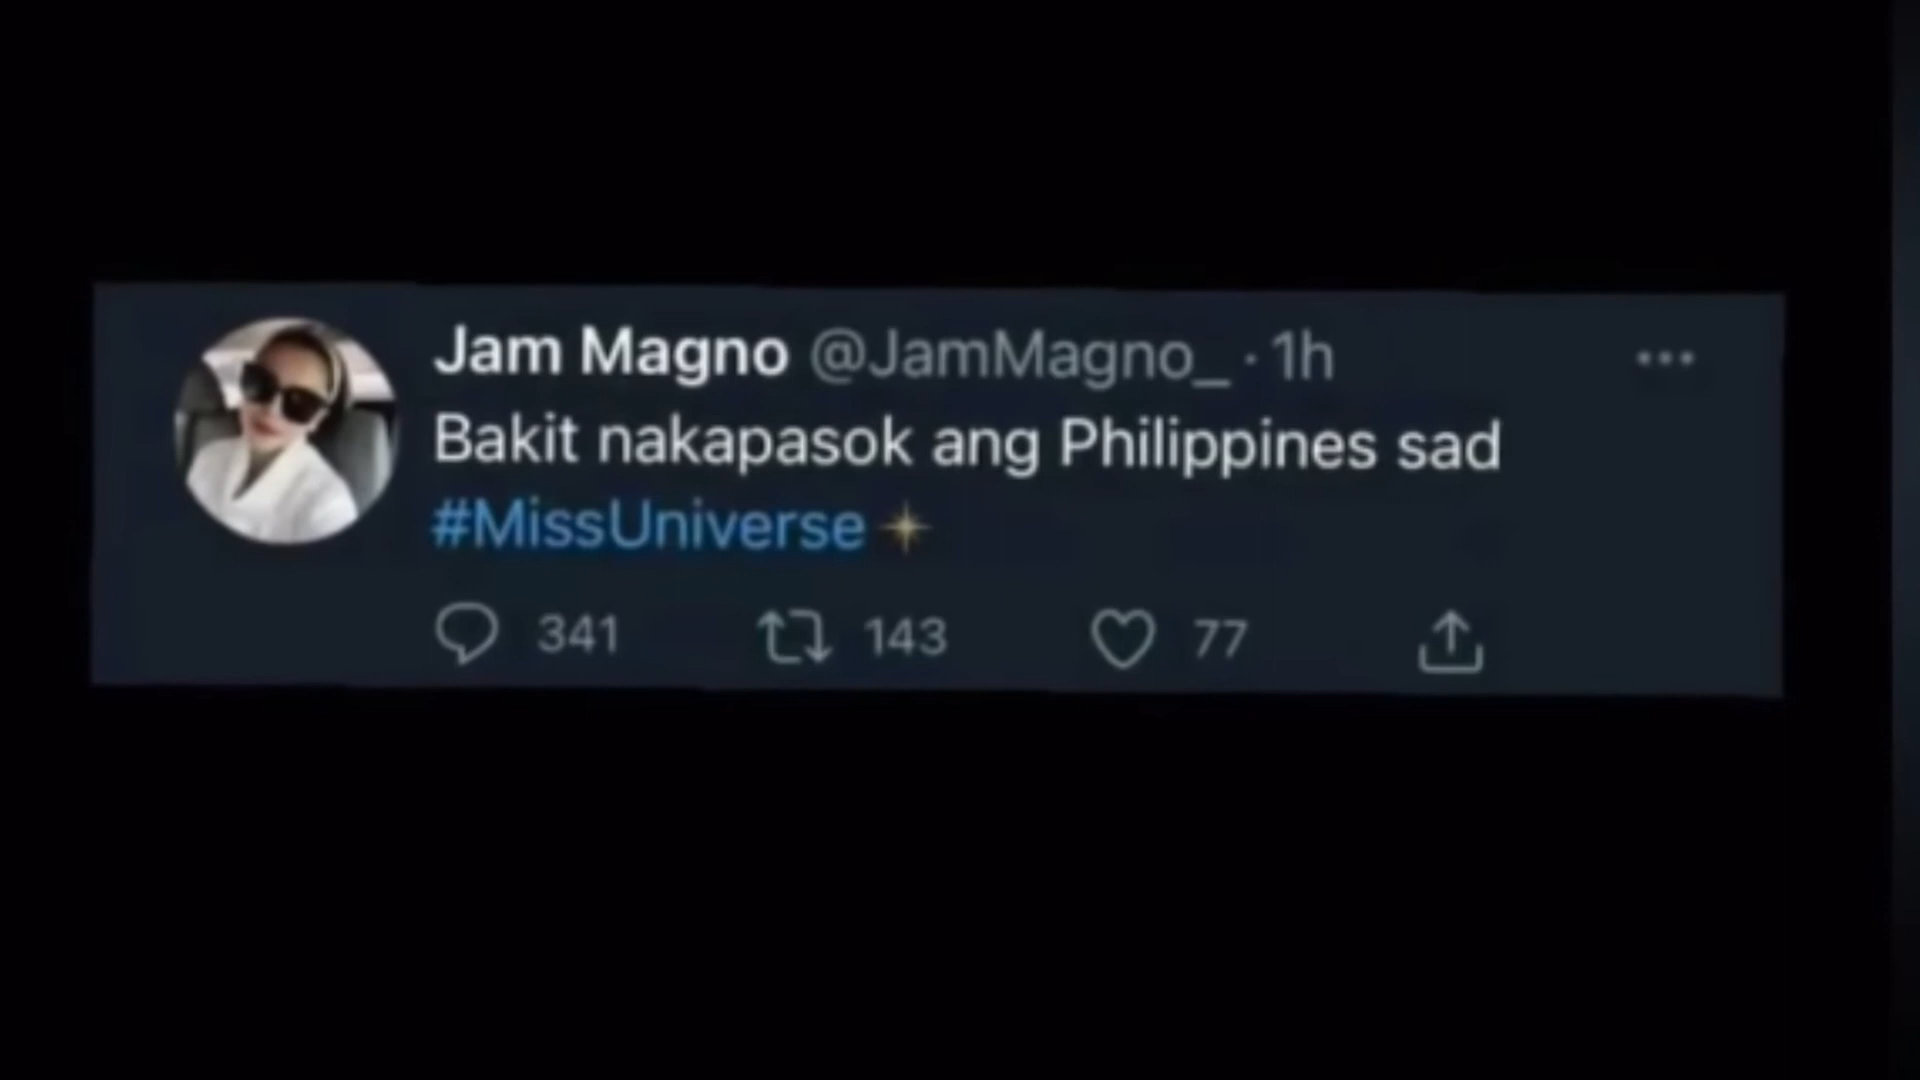 Jam Magno @JamMagno_ · 1h
Bakit nakapasok ang Philippines sad
#MissUniverse
341 143 77